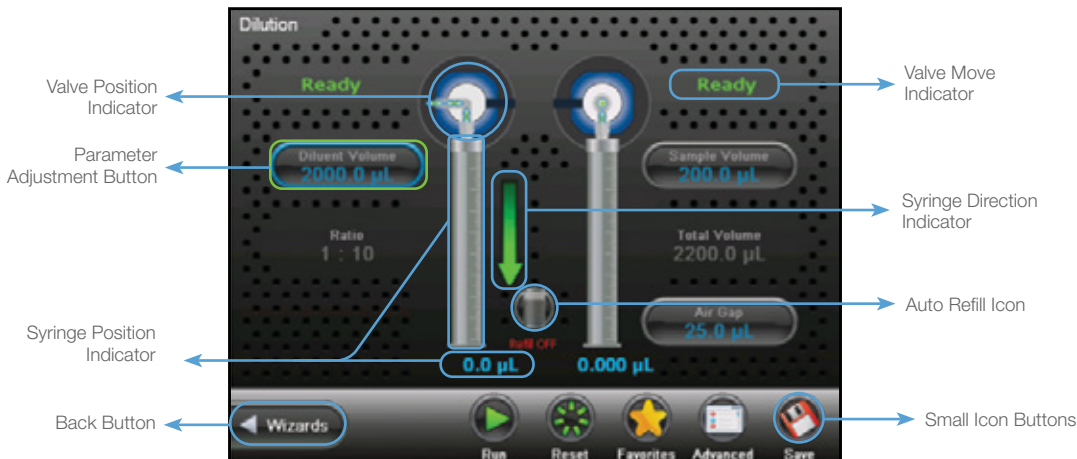 Dilution
Valve Position
Indicator
Ready
Ready
Valve Move
Indicator
Parameter
Adjustment Button
Diluent Volume
2000.0 µL
Sample Volume
200.0 µL
Syringe Direction
Indicator
Ratio
1 : 10
Total Volume
2200.0 µL
Auto Refill Icon
Air Gap
25.0 µL
Syringe Position
Indicator
Refill OFF
0.0 µL
0.000 µL
Back Button
Wizards
Small Icon Buttons
Run
Reset
Favorites
Advanced
Save